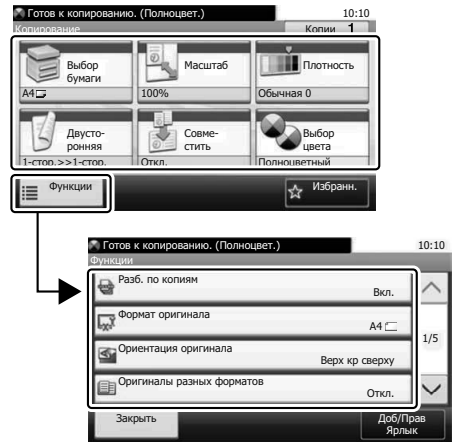 Готов к копированию. (Полноцвет.) 10:10
Копирование Копии 1
Выбор бумаги
A4
Масштаб
100%
Плотность
Обычная 0
Двусто-
ронняя
1-стор.>>1-стор.
Совме-
стить
Откл.
Выбор
цвета
Полноцветный
Функции
Избранн.
Готов к копированию. (Полноцвет.) 10:10
Функции
Разб. по копиям
Вкл.
Формат оригинала
A4
Ориентация оригинала
Верх кр сверху
Оригиналы разных форматов
Откл.
1/5
Закрыть
Доб/Прав
Ярлык